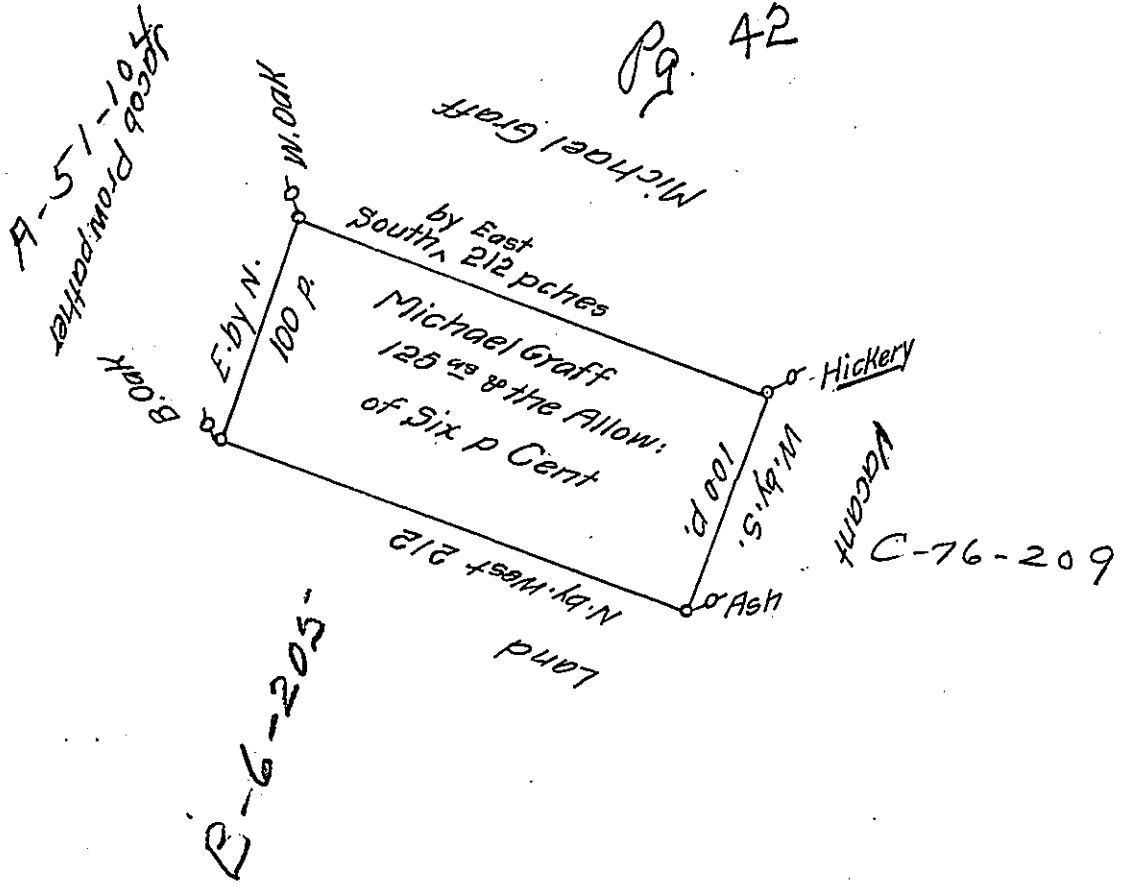 Pg. 42
A-51-104
Jacob Prowpather
W. Oak
Michael Graff
by East
South ^ 212 pches
E. by N.
100 p.
Michael Graff
125 as & the Allow:
of Six p Cent
Hickery
B. Oak
W. by. S.
100 p.
Vacant
C-76-209
N. by. West 212
Ash
Land
-6-205-